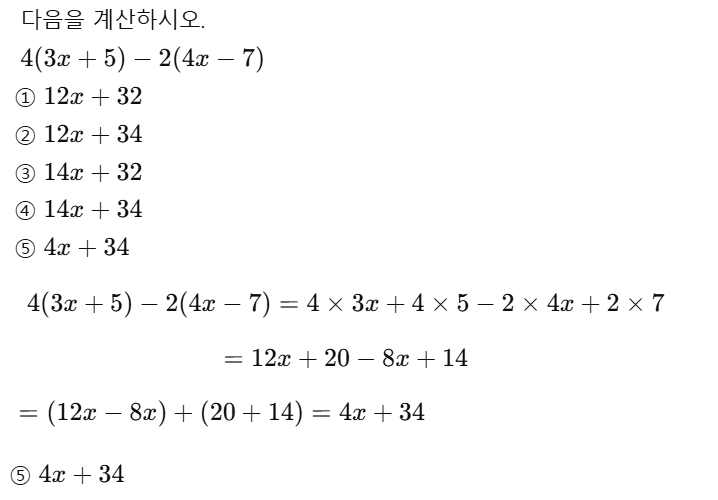 다음을 계산하시오.
4(3x + 5) − 2(4x − 7)
① 12x + 32
② 12x + 34
③ 14x + 32
④ 14x + 34
⑤ 4x + 34
4(3x + 5) − 2(4x − 7) = 4 × 3x + 4 × 5 − 2 × 4x + 2 × 7
= 12x + 20 − 8x + 14
= (12x − 8x) + (20 + 14) = 4x + 34
⑤ 4x + 34